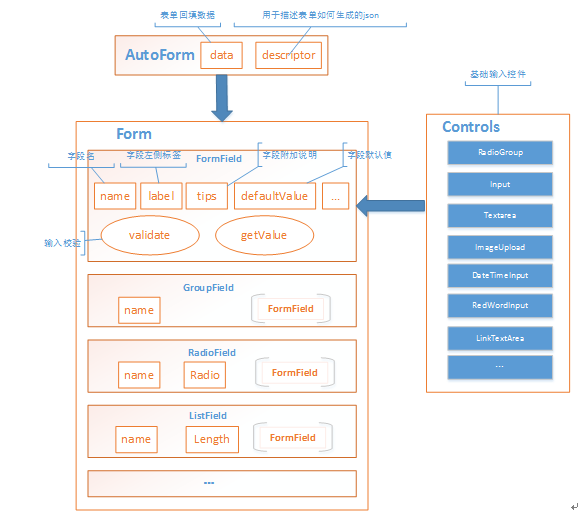 表单回填数据
用于描述表单如何生成的json
AutoForm
data
descriptor
基础输入控件
Form
Controls
FormField
字段名
字段左侧标签
字段附加说明
字段默认值
name
label
tips
defaultValue
...
validate
getValue
输入校验
GroupField
name
FormField
RadioField
name
Radio
FormField
ListField
name
Length
FormField
...
RadioGroup
Input
Textarea
ImageUpload
DateTimeInput
RedWordInput
LinkTextArea
...